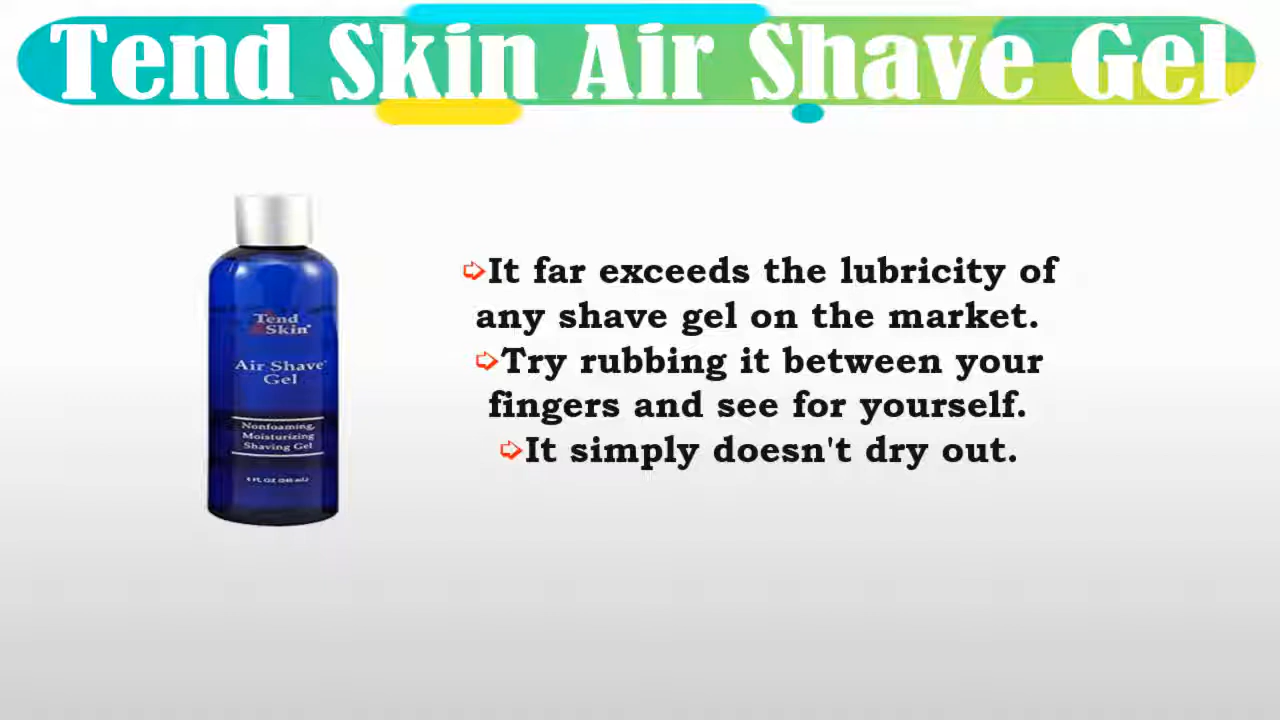 Tend Skin Air Shave Gel
Tend
Skin®
Air Shave®
Gel
Nonfoaming,
Moisturizing
Shaving Gel
➩It far exceeds the lubricity of
any shave gel on the market.
➩Try rubbing it between your
fingers and see for yourself.
➩It simply doesn't dry out.